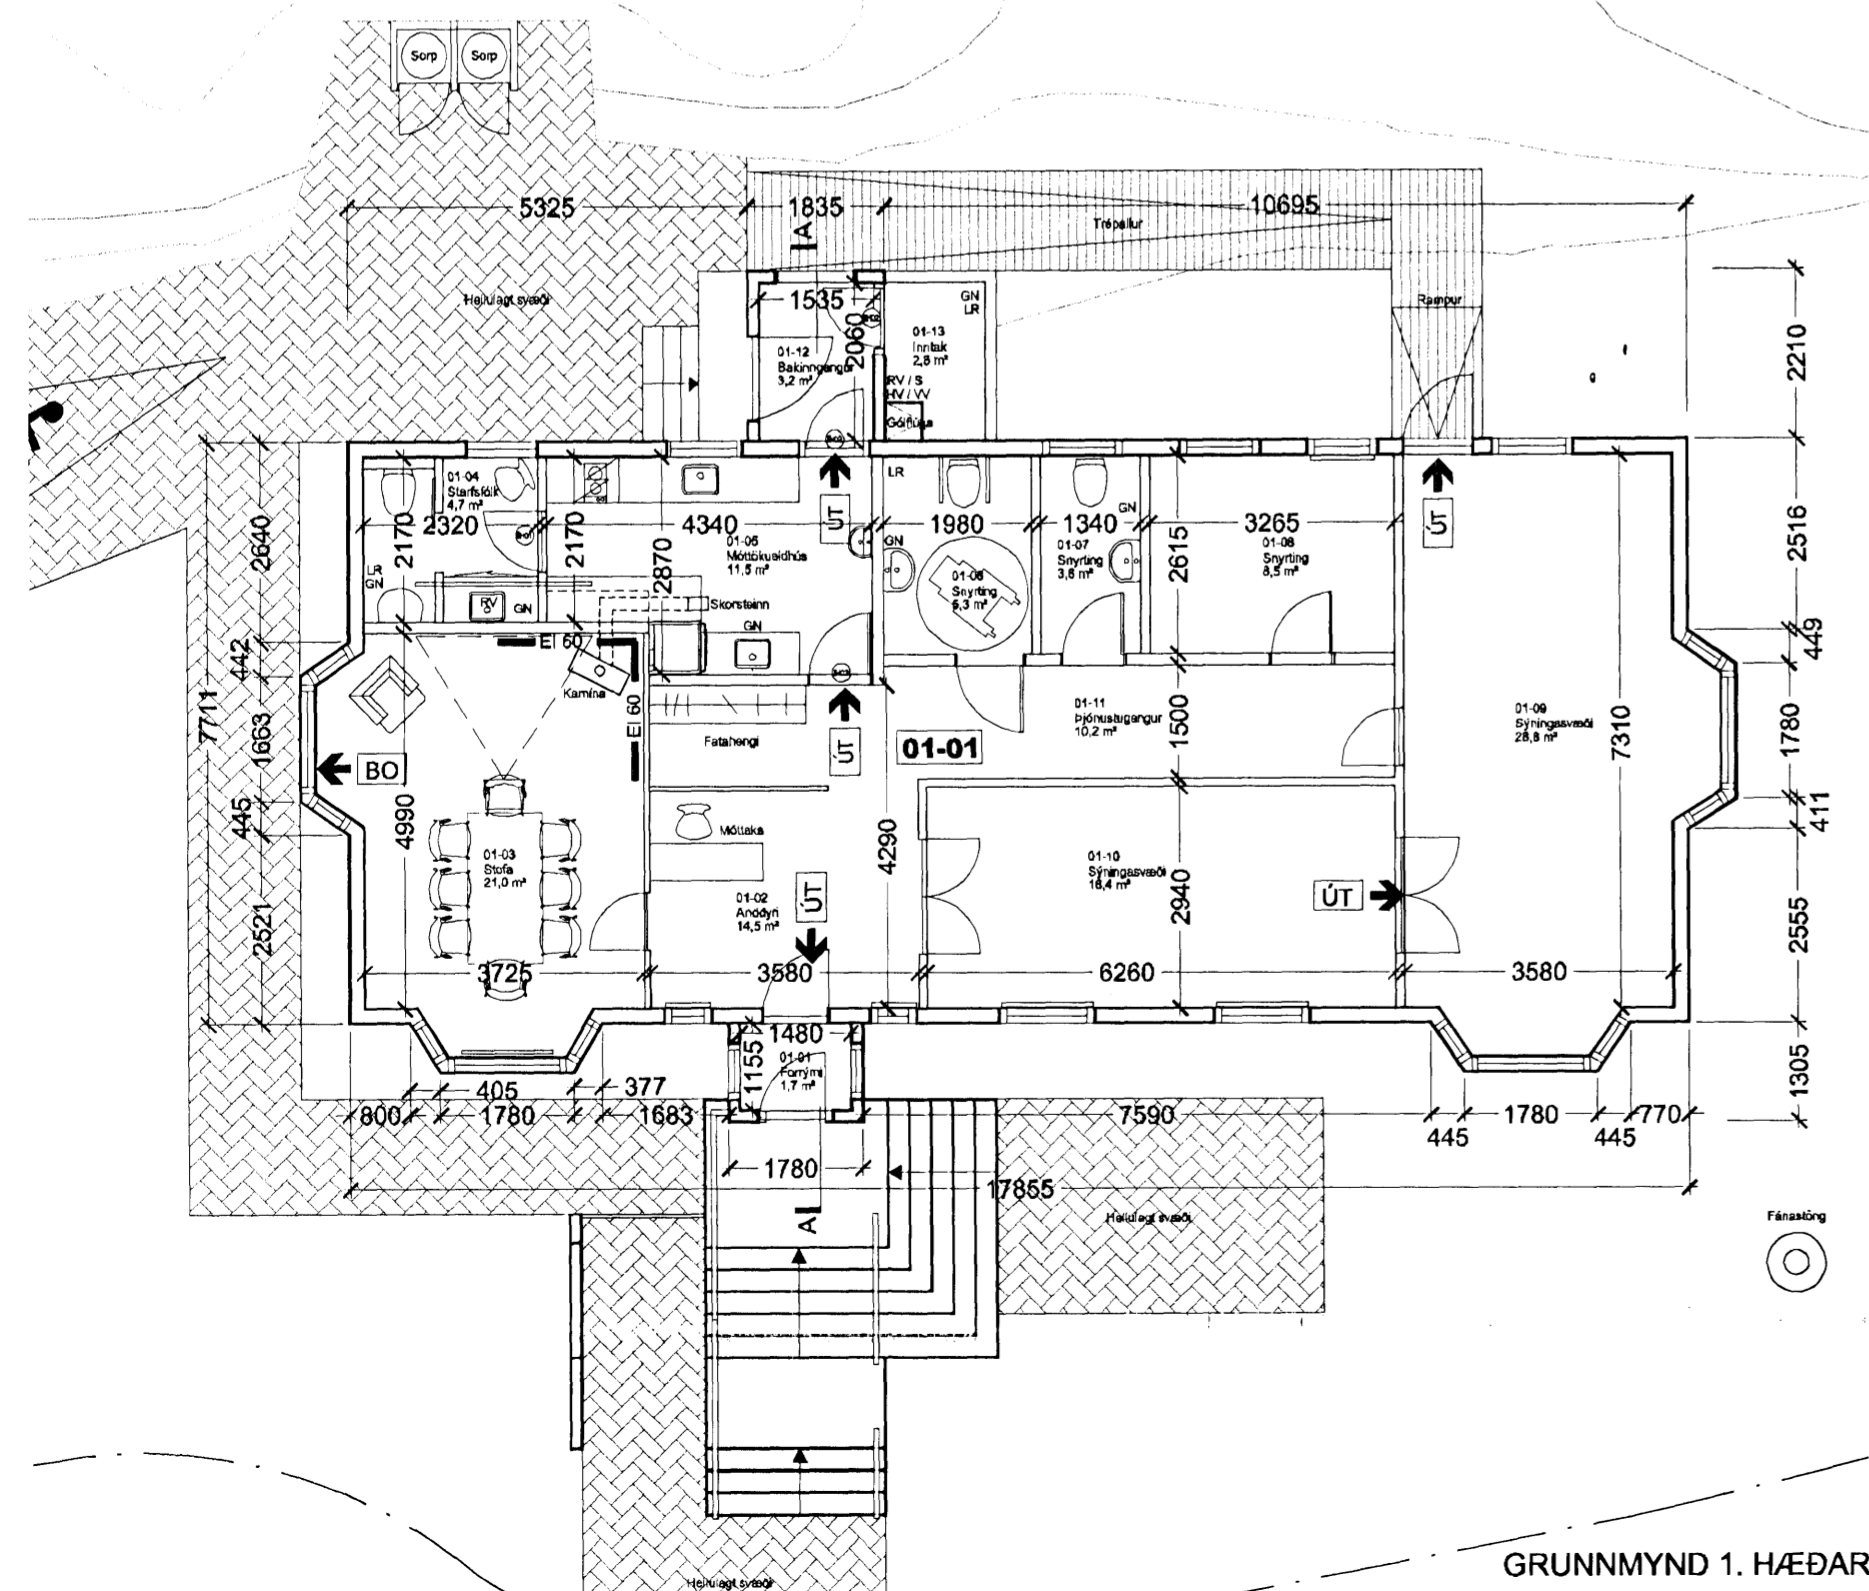 Sorp Sorp
5325 1835 10695
A
Trépallur
Hellulagt svæði
Rampur
1535
2060
GN
LR
01-12
Bakinngangur
3,2 m²
01-13
Inntak
2,8 m²
RV / S
HV / VV
Gólfhúsa
2210
01-04
Starfsfólk
4,7 m²
LR
GN
2320 4340 1980 1340 3265
2170 2170 2870
2640
2615
2516
ÚT
ÚT
01-05
Móttökueldhús
11,5 m²
GN
01-06
Snyrting
5,3 m²
GN
01-07
Snyrting
3,6 m²
01-08
Snyrting
8,5 m²
LR
GN
RV
GN
Skorsteinn
GN
EI 60
Kamína
EI 60
442
449
7711
1663
BO
445
Fatahengi
ÚT
01-01
01-11
Þjónustugangur
10,2 m²
1500
01-09
Sýningasvæði
28,8 m²
7310
1780
411
4990
Móttaka
4290
01-03
Stofa
21,0 m²
01-02
Anddyri
14,5 m²
ÚT
01-10
Sýningasvæði
18,4 m²
2940
ÚT
2521
2555
3725 3580 6260 3580
1480
1155
01-01
Forrými
1,7 m²
1305
405 377
800 1780 1683 7590 1780 770
445 445
1780
17855
A
Hellulagt svæði
Fánastöng
Hellulagt svæði
GRUNNMYND 1. HÆÐAR